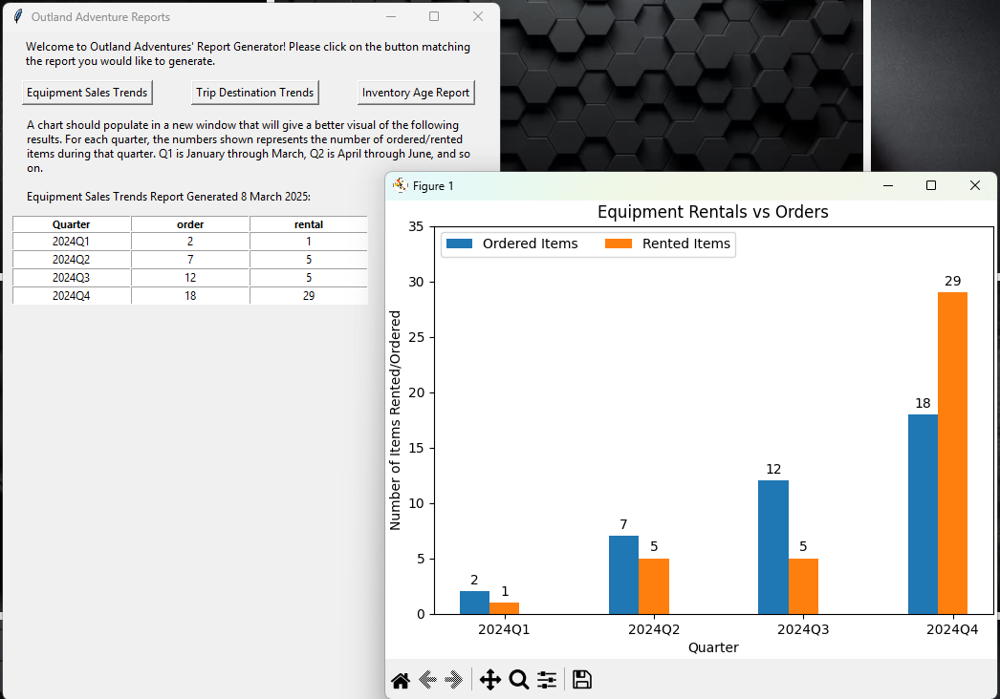 Outland Adventure Reports
Welcome to Outland Adventures' Report Generator! Please click on the button matching
the report you would like to generate.
Equipment Sales Trends
Trip Destination Trends
Inventory Age Report
A chart should populate in a new window that will give a better visual of the following
results. For each quarter, the numbers shown represents the number of ordered/rented
items during that quarter. Q1 is January through March, Q2 is April through June, and so
on.
Equipment Sales Trends Report Generated 8 March 2025:
Quarter order rental
2024Q1 2 1
2024Q2 7 5
2024Q3 12 5
2024Q4 18 29
Figure 1
Equipment Rentals vs Orders
Ordered Items Rented Items
Number of Items Rented/Ordered
35
30
25
20
15
10
5
0
2 1
7 5
12 5
18 29
2024Q1 2024Q2 2024Q3 2024Q4
Quarter